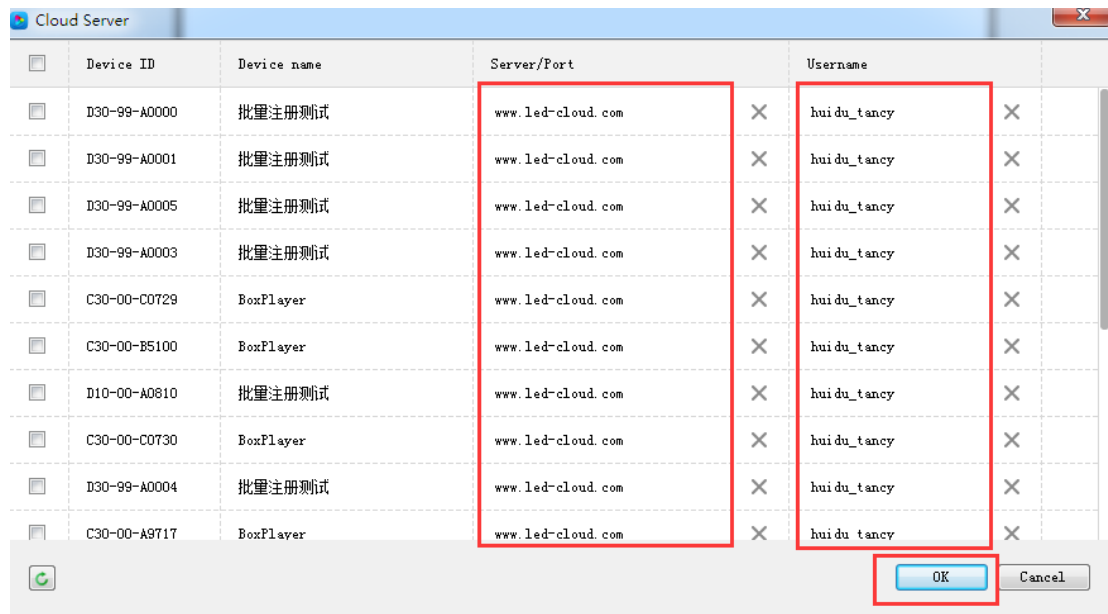 Cloud Server
Device ID Device name Server/Port Username
D30-99-A0000 批量注册测试 www.led-cloud.com huidu_tancy
D30-99-A0001 批量注册测试 www.led-cloud.com huidu_tancy
D30-99-A0005 批量注册测试 www.led-cloud.com huidu_tancy
D30-99-A0003 批量注册测试 www.led-cloud.com huidu_tancy
C30-00-C0729 BoxPlayer www.led-cloud.com huidu_tancy
C30-00-B5100 BoxPlayer www.led-cloud.com huidu_tancy
D10-00-A0810 批量注册测试 www.led-cloud.com huidu_tancy
C30-00-C0730 BoxPlayer www.led-cloud.com huidu_tancy
D30-99-A0004 批量注册测试 www.led-cloud.com huidu_tancy
C30-00-A9717 BoxPlayer www.led-cloud.com huidu_tancy
OK Cancel